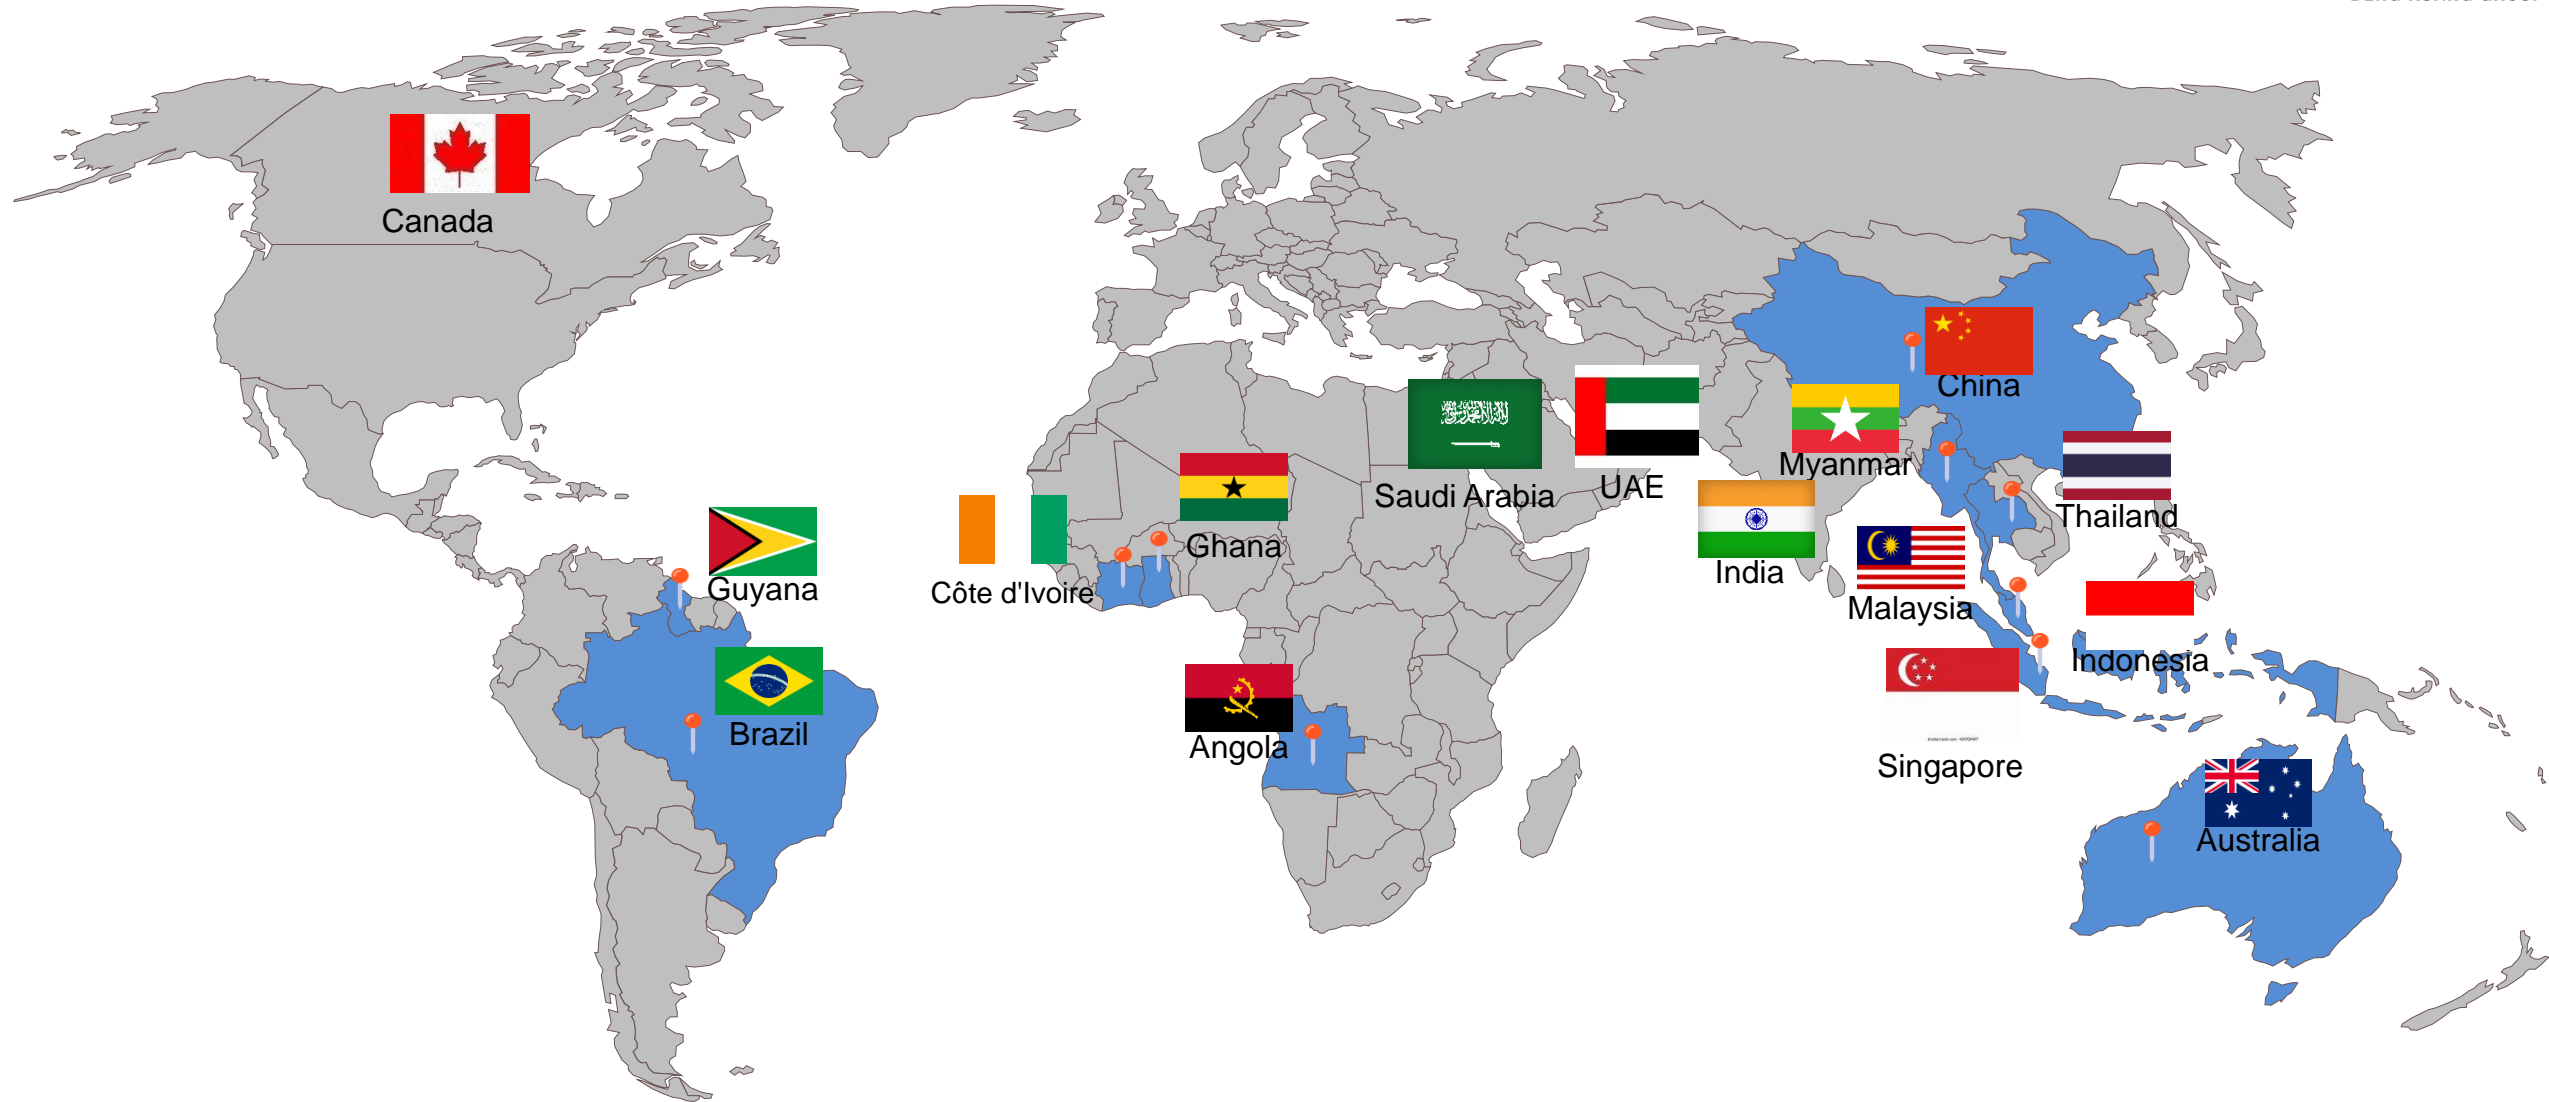 Canada
China
Myanmar
Saudi Arabia
UAE
Thailand
Ghana
India
Guyana
Côte d'Ivoire
Malaysia
Indonesia
Brazil
Angola
Singapore
Australia